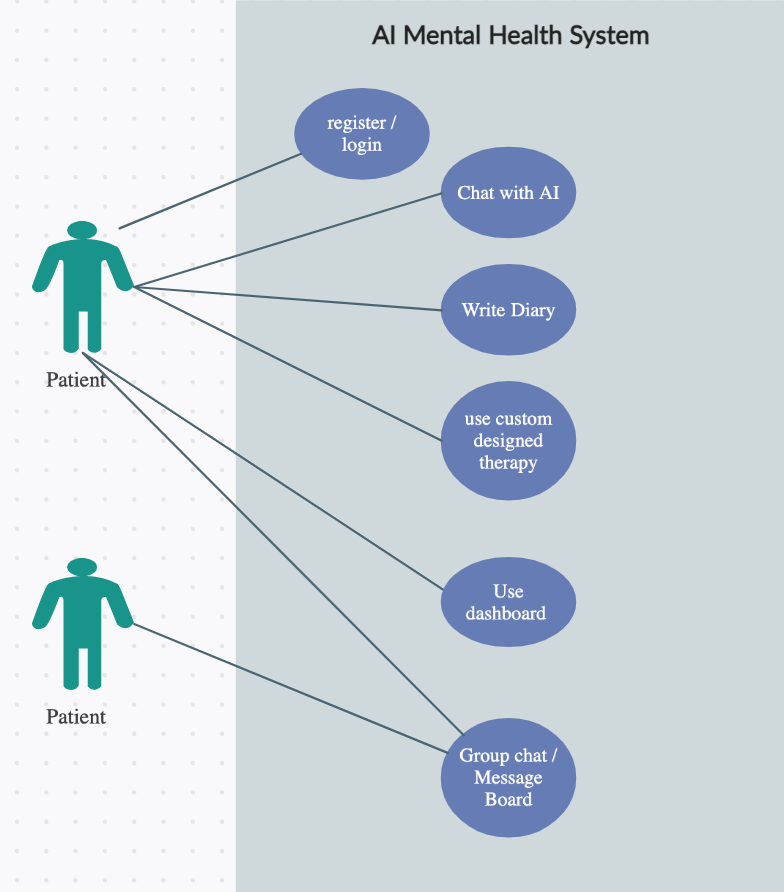 AI Mental Health System
register /
login
Chat with AI
Write Diary
Patient
use custom
designed
therapy
Use
dashboard
Patient
Group chat /
Message
Board